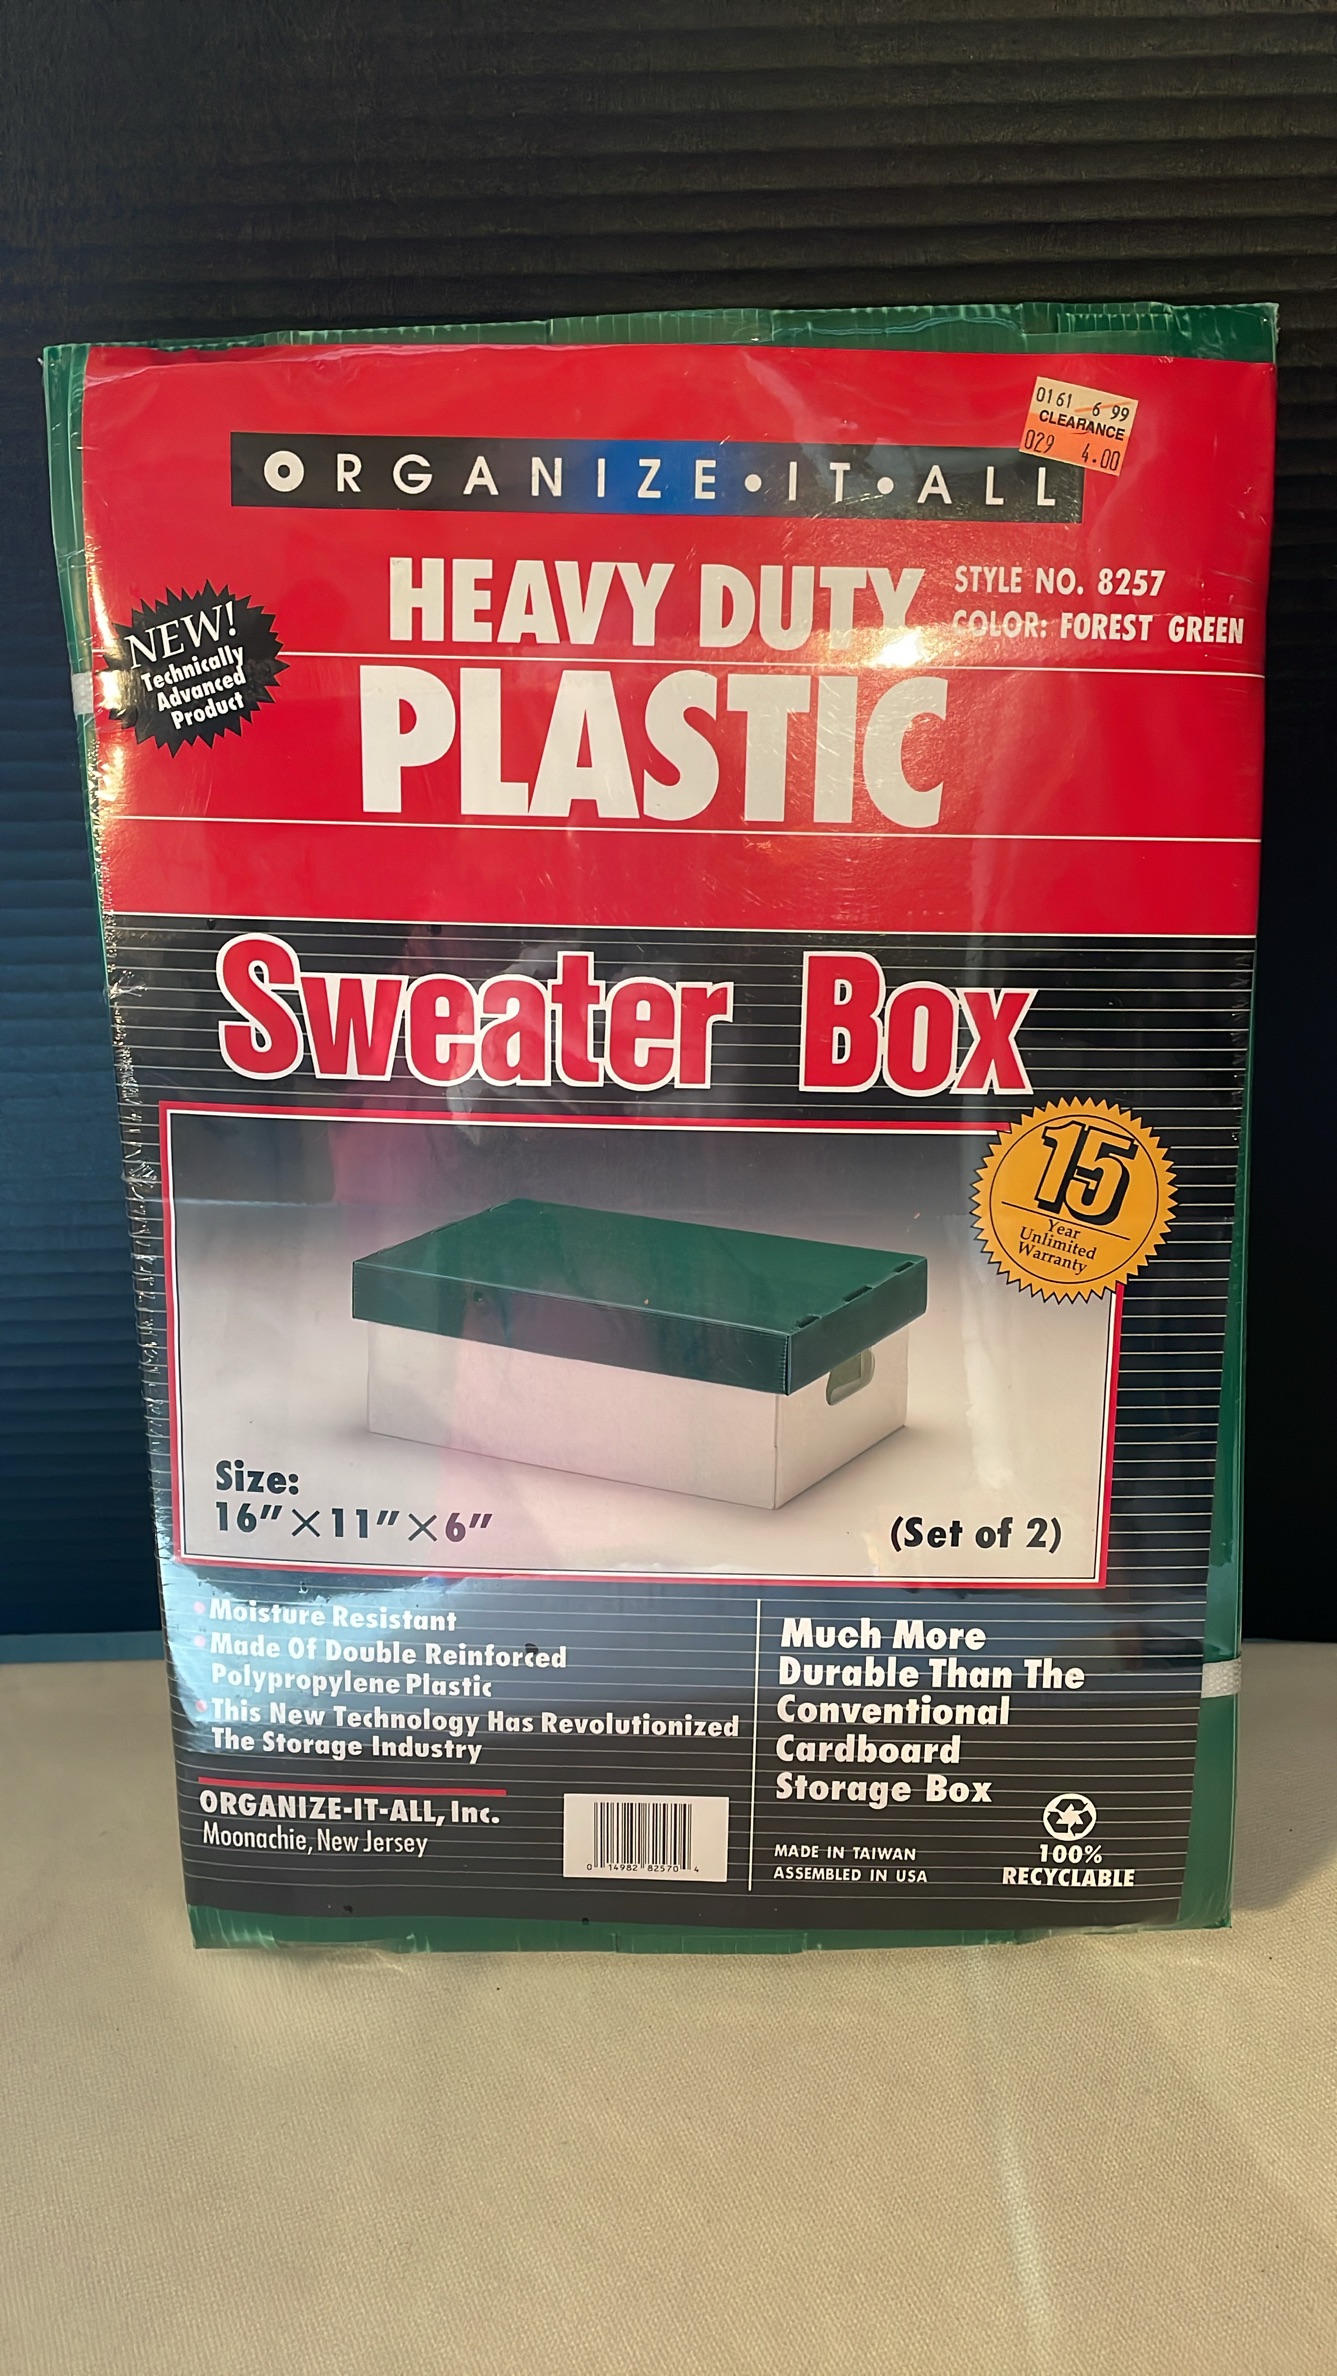 0161 6 99
CLEARANCE
029 4.00
ORGANIZE•IT•ALL
HEAVY DUTY
STYLE NO. 8257
COLOR: FOREST GREEN
NEW!
Technically
Advanced
Product
PLASTIC
Sweater Box
15
Year
Unlimited
Warranty
Size:
16"×11"×6"
(Set of 2)
• Moisture Resistant
• Made Of Double Reinforced
Polypropylene Plastic
• This New Technology Has Revolutionized
The Storage Industry
Much More
Durable Than The
Conventional
Cardboard
Storage Box
ORGANIZE-IT-ALL, Inc.
Moonachie, New Jersey
0 14982 82570 4
MADE IN TAIWAN
ASSEMBLED IN USA
100%
RECYCLABLE